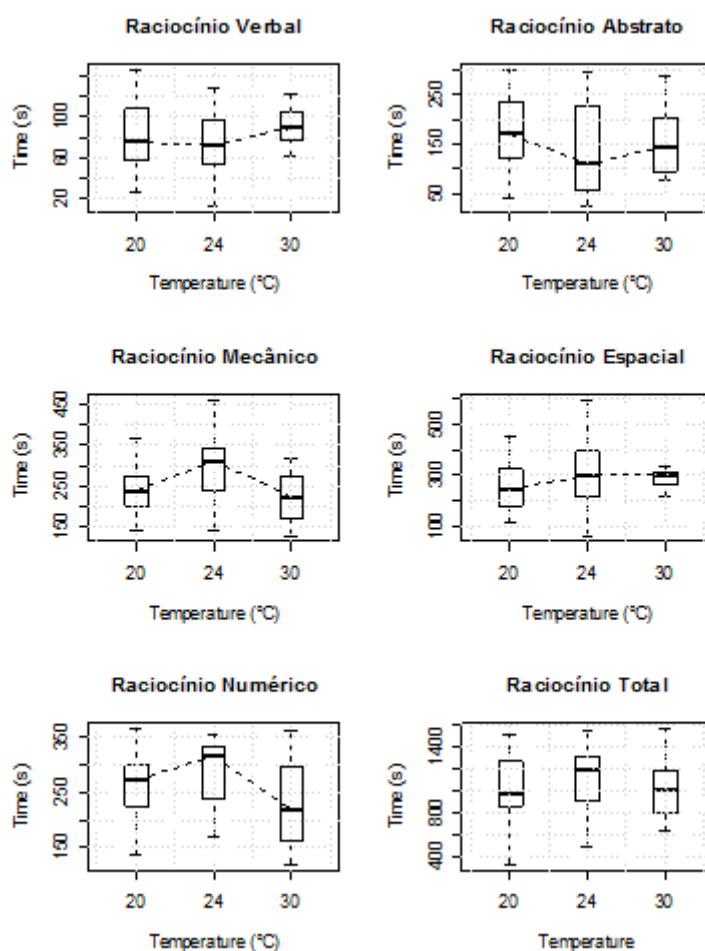 Raciocínio Verbal
Time (s)
100
60
20
20 24 30
Temperature (°C)
Raciocínio Abstrato
Time (s)
250
150
50
20 24 30
Temperature (°C)
Raciocínio Mecânico
Time (s)
450
350
250
150
20 24 30
Temperature (°C)
Raciocínio Espacial
Time (s)
500
300
100
20 24 30
Temperature (°C)
Raciocínio Numérico
Time (s)
350
250
150
20 24 30
Temperature (°C)
Raciocínio Total
Time (s)
1400
800
400
20 24 30
Temperature